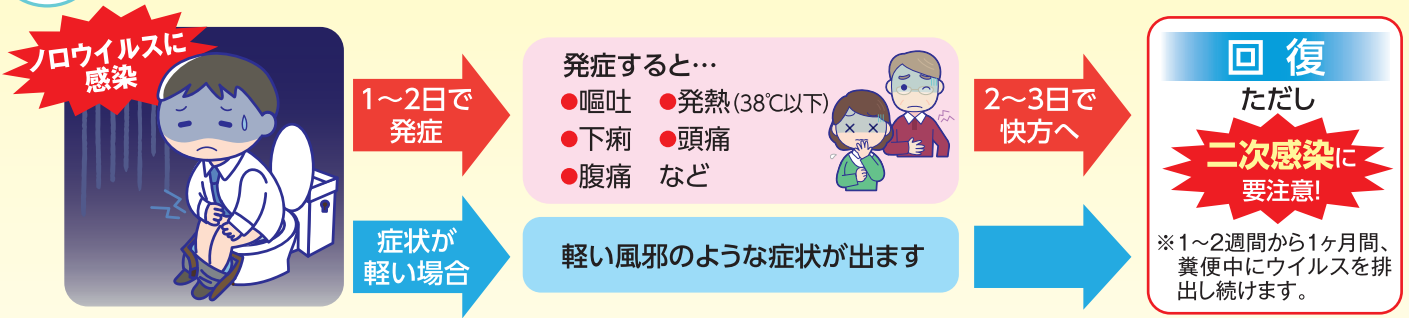 ノロウイルスに
感染
1〜2日で
発症
発症すると…
●嘔吐 ●発熱(38℃以下)
●下痢 ●頭痛
●腹痛 など
2〜3日で
快方へ
症状が
軽い場合
軽い風邪のような症状が出ます
回復
ただし
二次感染に
要注意!
※1〜2週間から1ヶ月間、
糞便中にウイルスを排
出し続けます。